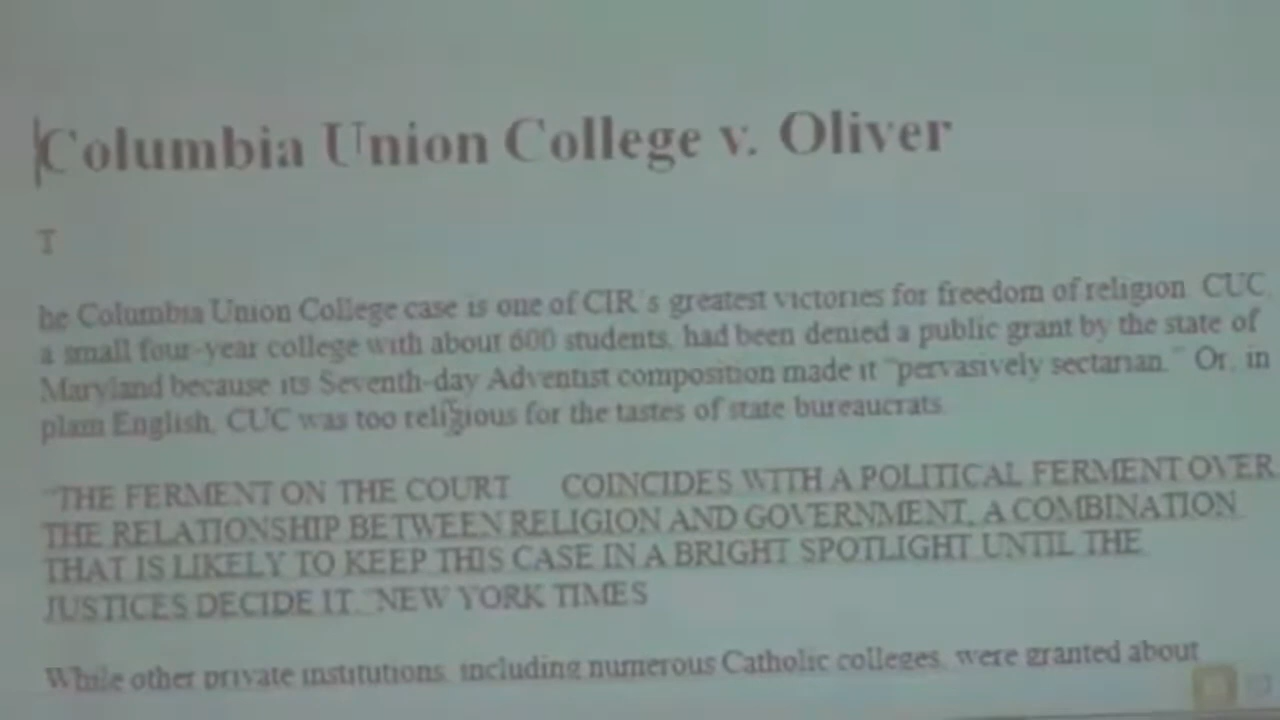 Columbia Union College v. Oliver
T
he Columbia Union College case is one of CIR's greatest victories for freedom of religion. CUC,
a small four-year college with about 600 students, had been denied a public grant by the state of
Maryland because its Seventh-day Adventist composition made it "pervasively sectarian." Or, in
plain English, CUC was too religious for the tastes of state bureaucrats.
"THE FERMENT ON THE COURT COINCIDES WITH A POLITICAL FERMENT OVER
THE RELATIONSHIP BETWEEN RELIGION AND GOVERNMENT, A COMBINATION
THAT IS LIKELY TO KEEP THIS CASE IN A BRIGHT SPOTLIGHT UNTIL THE
JUSTICES DECIDE IT."NEW YORK TIMES
While other private institutions, including numerous Catholic colleges, were granted about